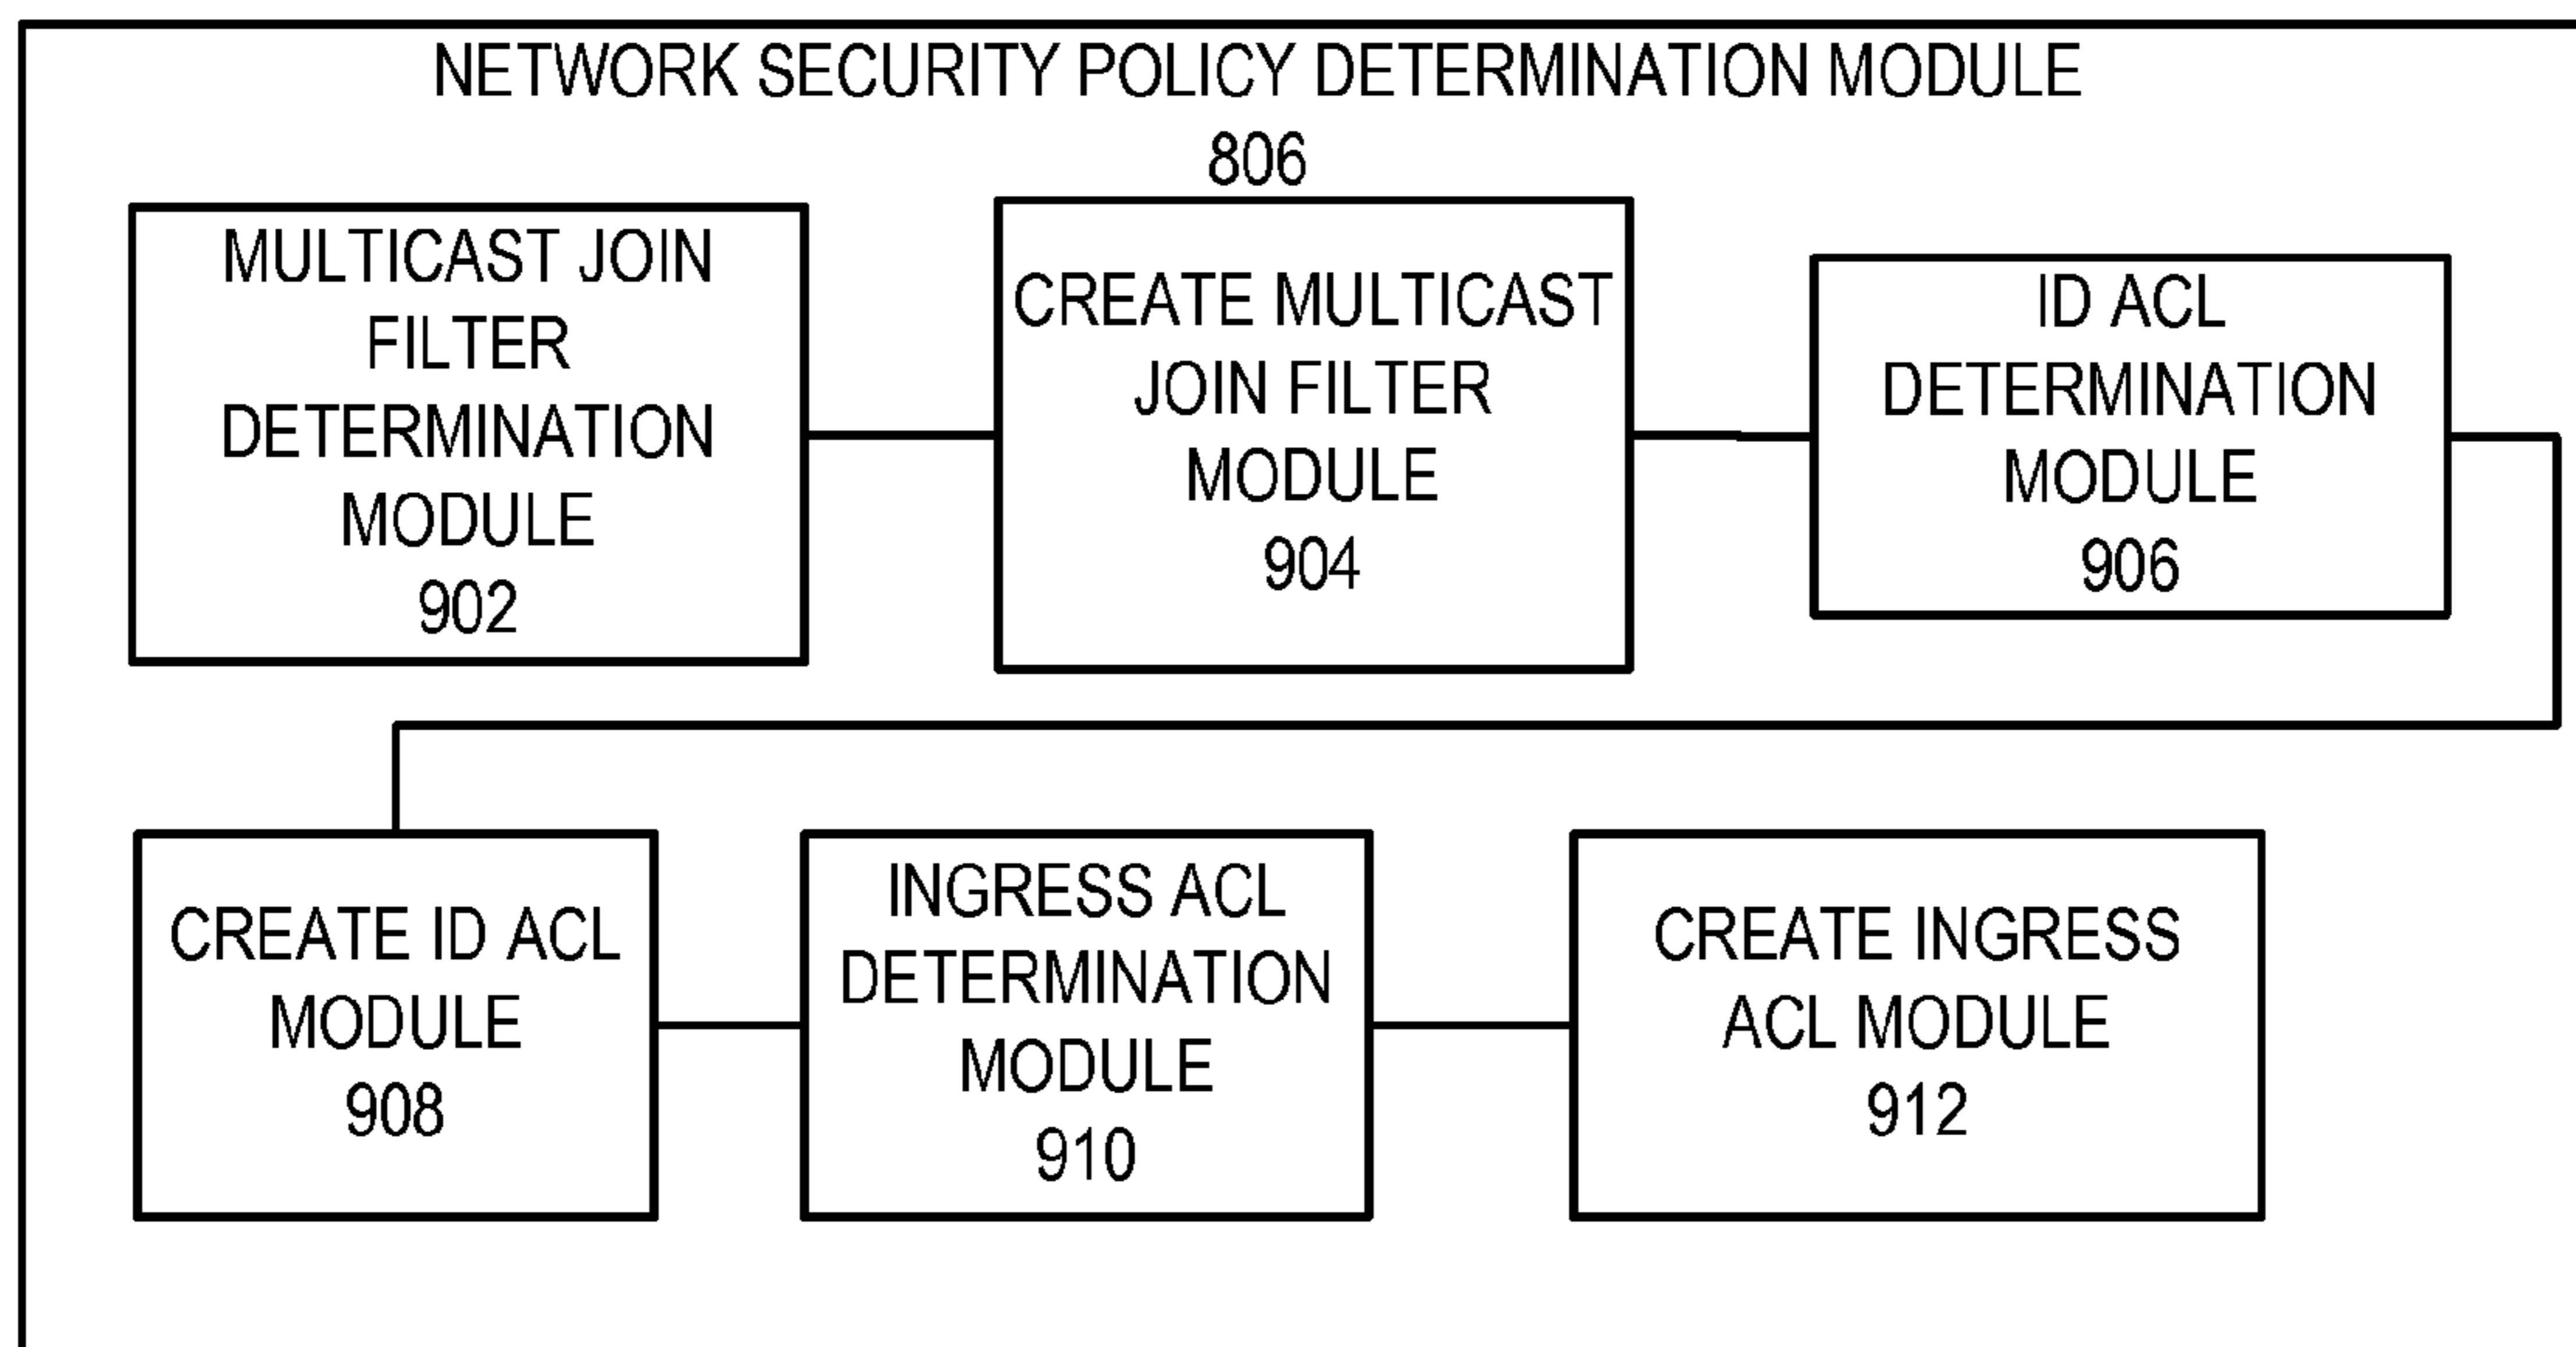 NETWORK SECURITY POLICY DETERMINATION MODULE
806
MULTICAST JOIN
FILTER
DETERMINATION
MODULE
902
CREATE MULTICAST
JOIN FILTER
MODULE
904
ID ACL
DETERMINATION
MODULE
906
CREATE ID ACL
MODULE
908
INGRESS ACL
DETERMINATION
MODULE
910
CREATE INGRESS
ACL MODULE
912